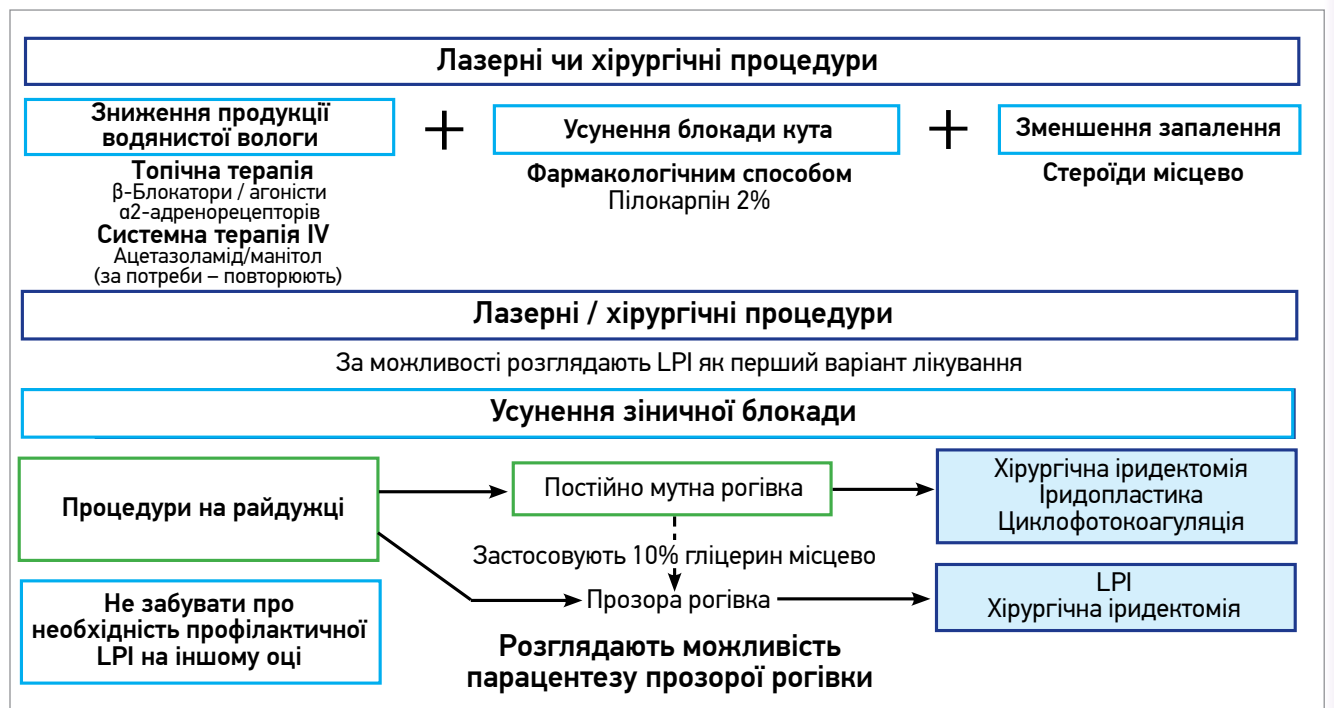 Лазерні чи хірургічні процедури
Зниження продукції
водянистої вологи
+
Усунення блокади кута
+
Зменшення запалення
Топічна терапія
β-Блокатори / агоністи
α2-адренорецепторів
Системна терапія IV
Ацетазоламід/манітол
(за потреби – повторюють)
Фармакологічним способом
Пілокарпін 2%
Стероїди місцево
Лазерні / хірургічні процедури
За можливості розглядають LPI як перший варіант лікування
Усунення зіничної блокади
Процедури на райдужці
Постійно мутна рогівка
Хірургічна іридектомія
Іридопластика
Циклофотокоагуляція
Застосовують 10% гліцерин місцево
Прозора рогівка
LPI
Хірургічна іридектомія
Не забувати про
необхідність профілактичної
LPI на іншому оці
Розглядають можливість
парацентезу прозорої рогівки